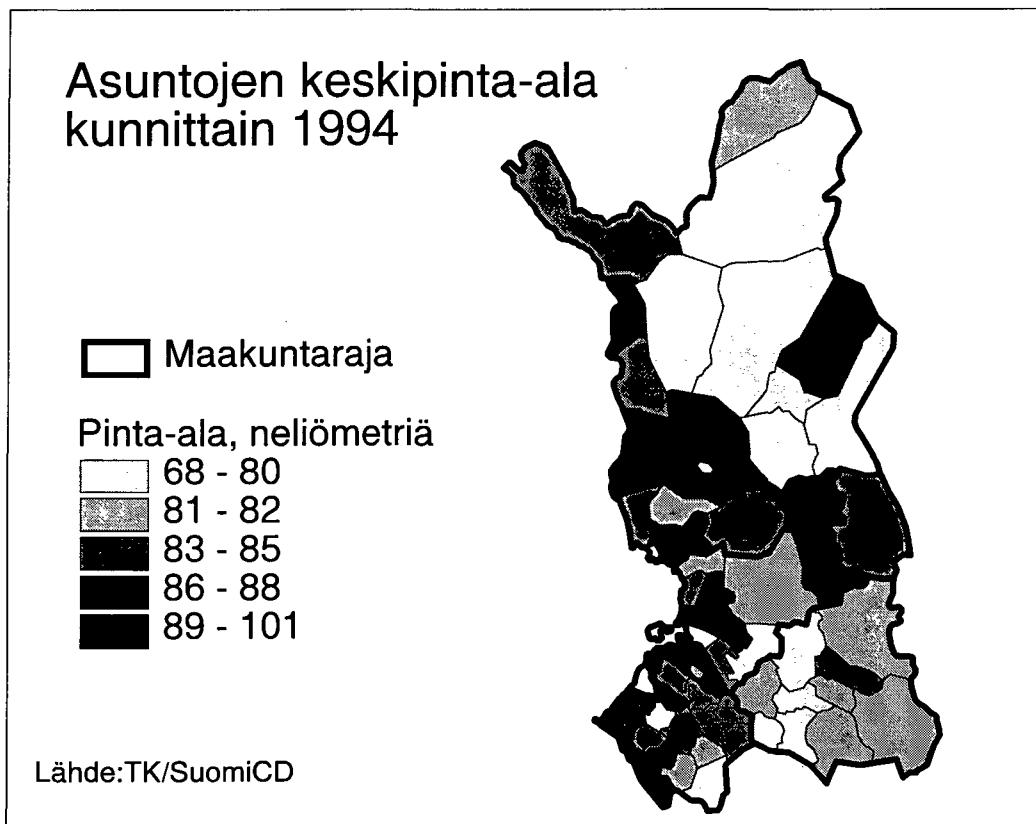 Asuntojen keskipinta-ala
kunnittain 1994
Maakuntaraja
Pinta-ala, neliömetriä
68 - 80
81 - 82
83 - 85
86 - 88
89 - 101
Lähde:TK/SuomiCD